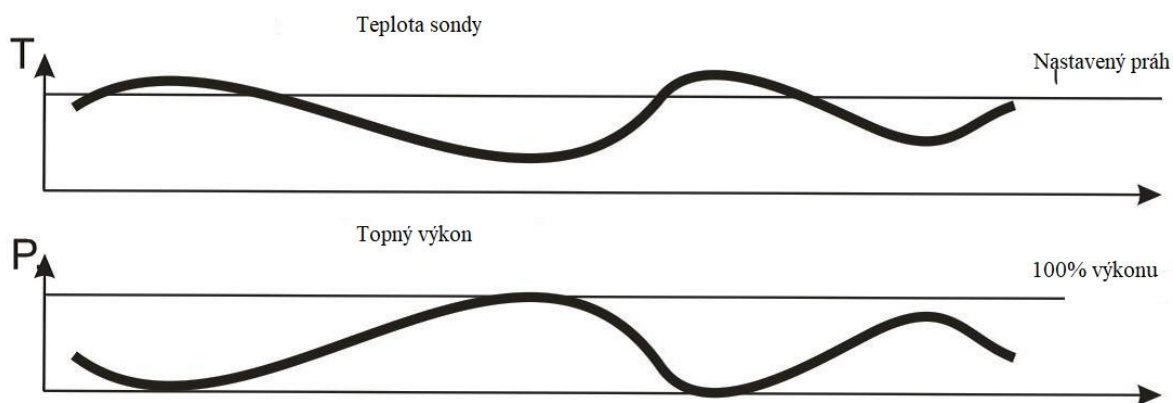 Teplota sondy
T
Nastavený práh
Topný výkon
P
100% výkonu